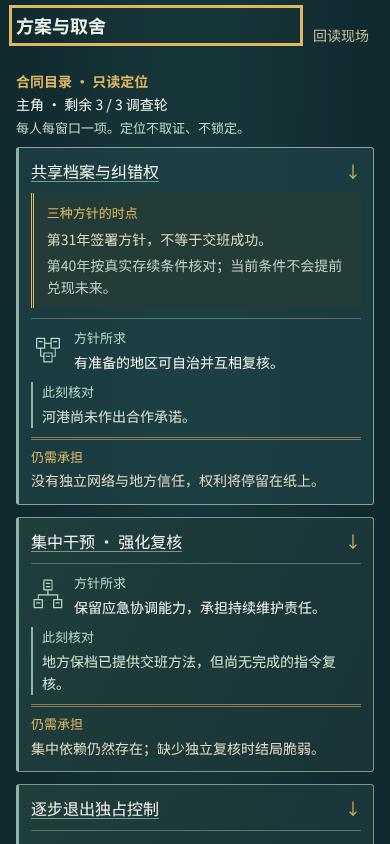 方案与取舍
回读现场
合同目录 · 只读定位
主角 · 剩余 3 / 3 调查轮
每人每窗口一项。定位不取证、不锁定。
共享档案与纠错权 ↓
三种方针的时点
第31年签署方针，不等于交班成功。
第40年按真实存续条件核对；当前条件不会提前
兑现未来。
方针所求
有准备的地区可自治并互相复核。
此刻核对
河港尚未作出合作承诺。
仍需承担
没有独立网络与地方信任，权利将停留在纸上。
集中干预 · 强化复核 ↓
方针所求
保留应急协调能力，承担持续维护责任。
此刻核对
地方保档已提供交班方法，但尚无完成的指令复
核。
仍需承担
集中依赖仍然存在；缺少独立复核时结局脆弱。
逐步退出独占控制 ↓